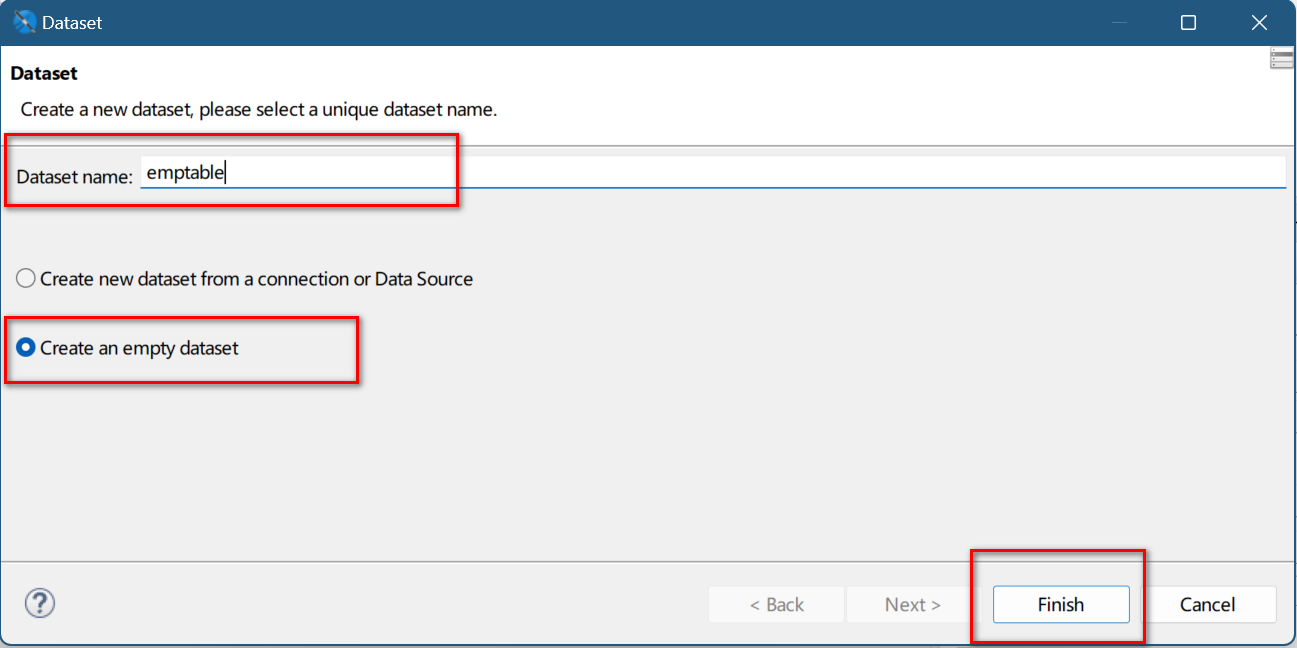 Dataset
Dataset
Create a new dataset, please select a unique dataset name.
Dataset name: emptable
Create new dataset from a connection or Data Source
Create an empty dataset
? < Back Next > Finish Cancel